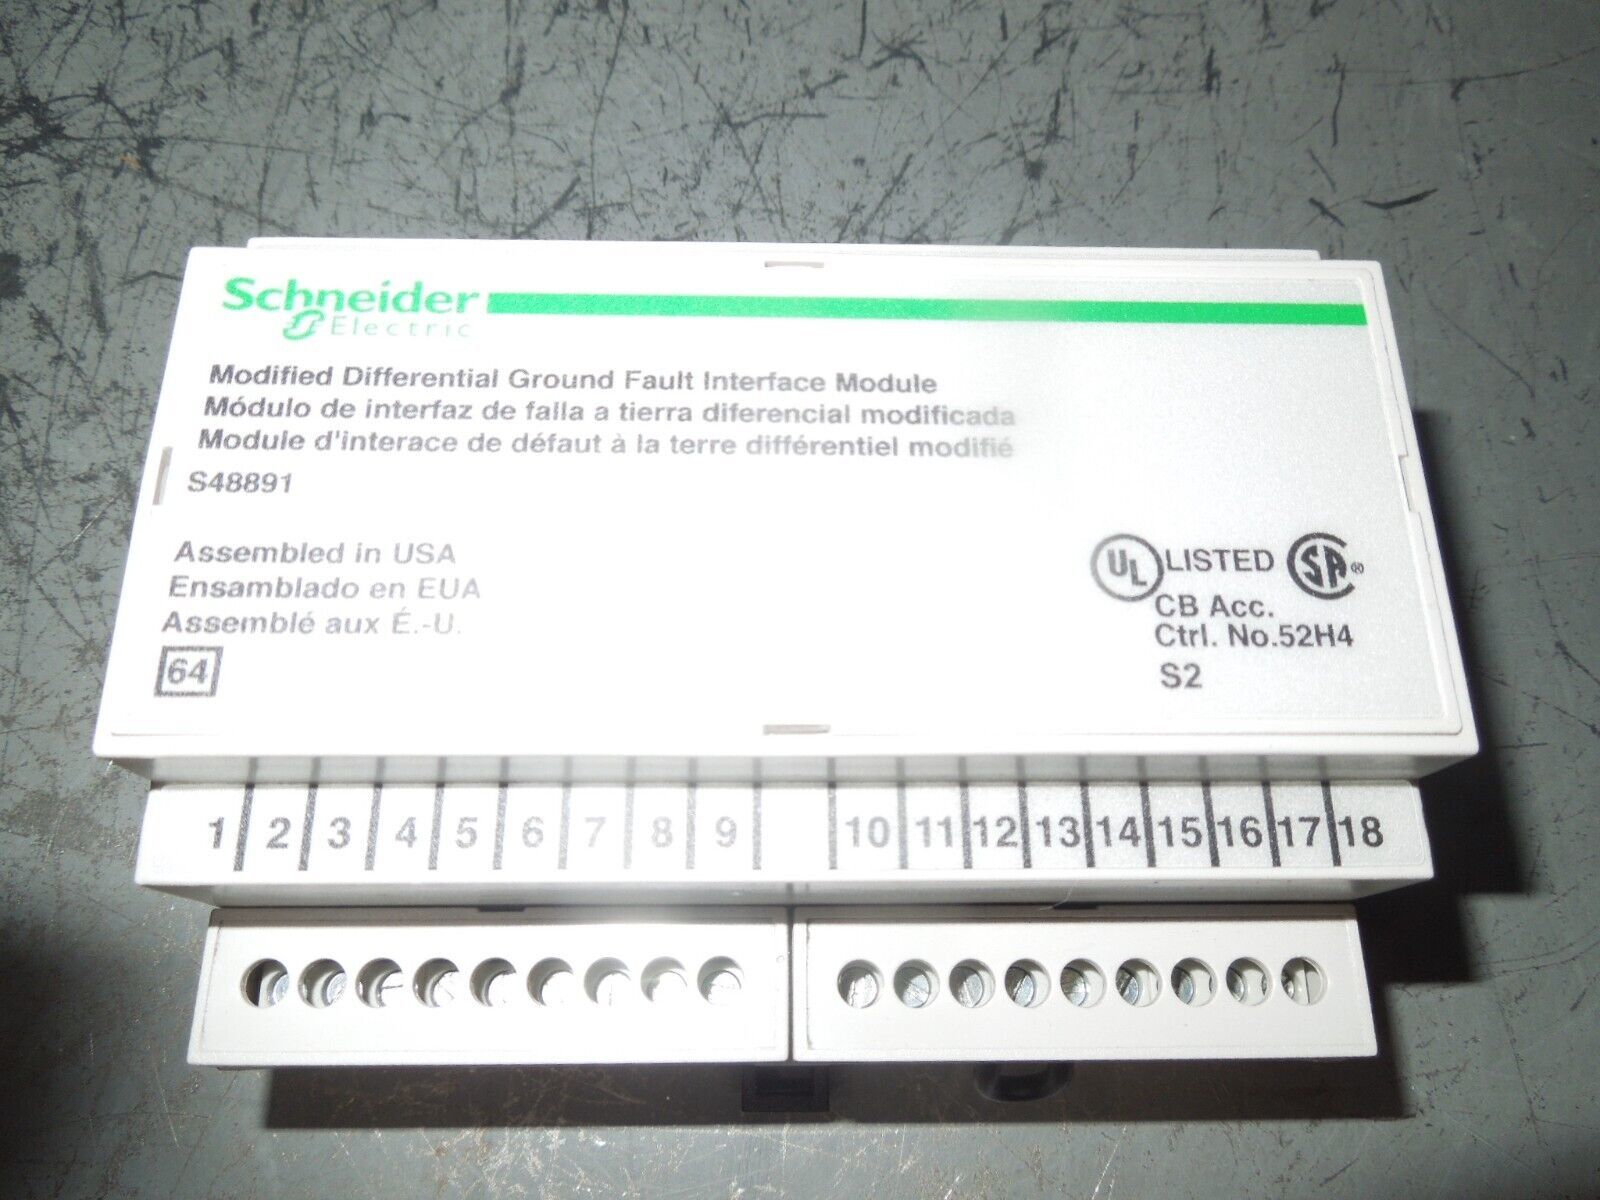 Schneider
Electric
Modified Differential Ground Fault Interface Module
Módulo de interfaz de falla a tierra diferencial modificada
Module d'interace de défaut à la terre différentiel modifié
S48891
Assembled in USA
Ensamblado en EUA
Assemblé aux É.-U.
64
UL LISTED SA®
CB Acc.
Ctrl. No.52H4
S2
1 2 3 4 5 6 7 8 9 10 11 12 13 14 15 16 17 18